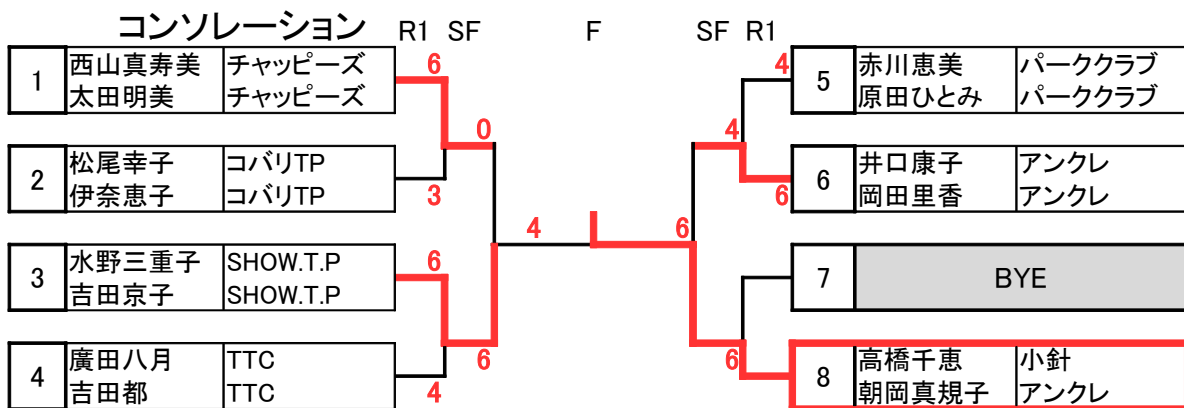 コンソレーション R1 SF F SF R1
1 西山真寿美 チャッピーズ
太田明美 チャッピーズ
6
0
2 松尾幸子 コバリTP
伊奈恵子 コバリTP
3
3 水野三重子 SHOW.T.P
吉田京子 SHOW.T.P
6
6
4 廣田八月 TTC
吉田都 TTC
4
4 6
4 5 赤川恵美 パーククラブ
原田ひとみ パーククラブ
4
6 6 井口康子 アンクレ
岡田里香 アンクレ
7 BYE
6 8 高橋千恵 小針
朝岡真規子 アンクレ